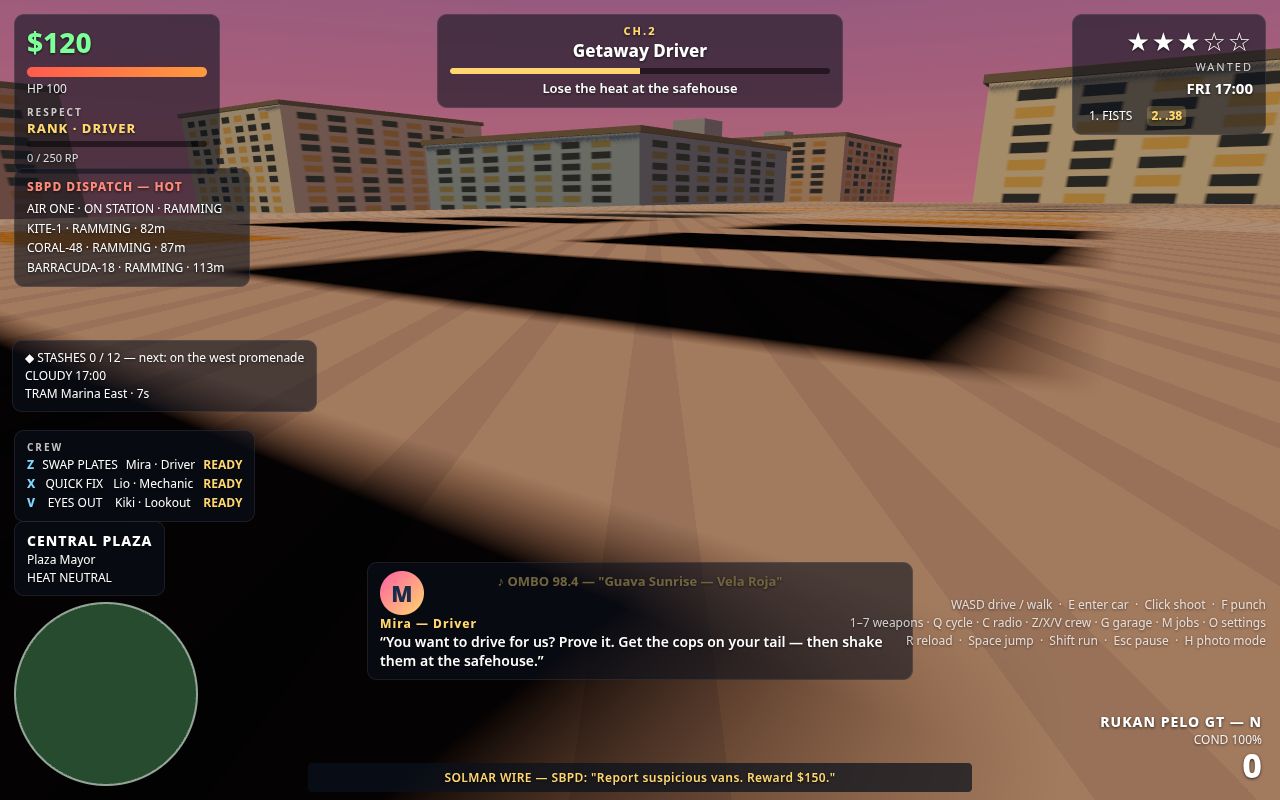 $120
HP 100
RESPECT
RANK · DRIVER
0 / 250 RP
SBPD DISPATCH — HOT
AIR ONE · ON STATION · RAMMING
KITE-1 · RAMMING · 82m
CORAL-48 · RAMMING · 87m
BARRACUDA-18 · RAMMING · 113m
CH.2
Getaway Driver
Lose the heat at the safehouse
★★★☆☆
WANTED
FRI 17:00
1. FISTS 2. .38
◆ STASHES 0 / 12 — next: on the west promenade
CLOUDY 17:00
TRAM Marina East · 7s
CREW
Z SWAP PLATES Mira · Driver READY
X QUICK FIX Lio · Mechanic READY
V EYES OUT Kiki · Lookout READY
CENTRAL PLAZA
Plaza Mayor
HEAT NEUTRAL
♪ OMBO 98.4 — "Guava Sunrise — Vela Roja"
M
Mira — Driver
“You want to drive for us? Prove it. Get the cops on your tail — then shake
them at the safehouse.”
WASD drive / walk · E enter car · Click shoot · F punch
1–7 weapons · Q cycle · C radio · Z/X/V crew · G garage · M jobs · O settings
R reload · Space jump · Shift run · Esc pause · H photo mode
RUKAN PELO GT — N
COND 100%
0
SOLMAR WIRE — SBPD: "Report suspicious vans. Reward $150."